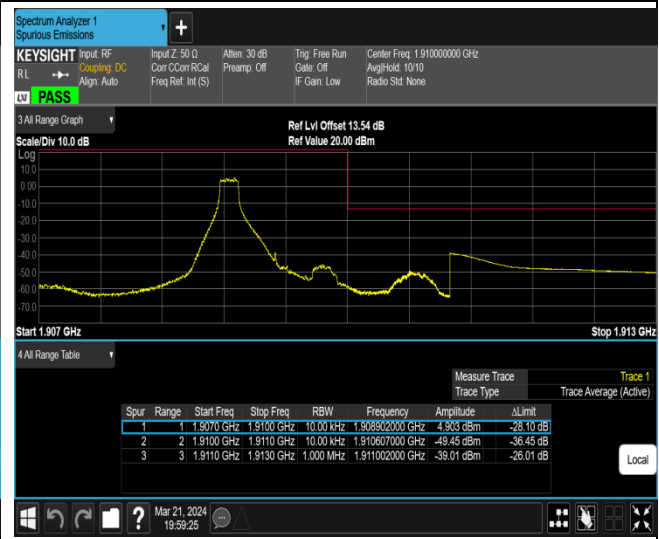 Spectrum Analyzer 1
Spurious Emissions
+
KEYSIGHT Input: RF Input Z: 50 Ω Atten: 30 dB Trig: Free Run Center Freq: 1.910000000 GHz
RL Coupling: DC Corr CCorr RCal Preamp: Off Gate: Off Avg|Hold: 10/10
Align: Auto Freq Ref: Int (S) IF Gain: Low Radio Std: None
LXI PASS
3 All Range Graph
Ref Lvl Offset 13.54 dB
Scale/Div 10.0 dB Ref Value 20.00 dBm
Log
10.0
0.00
-10.0
-20.0
-30.0
-40.0
-50.0
-60.0
-70.0
Start 1.907 GHz Stop 1.913 GHz
4 All Range Table
Measure Trace Trace 1
Trace Type Trace Average (Active)
Spur Range Start Freq Stop Freq RBW Frequency Amplitude ΔLimit
1 1 1.9070 GHz 1.9100 GHz 10.00 kHz 1.908902000 GHz 4.903 dBm -28.10 dB
2 2 1.9100 GHz 1.9110 GHz 10.00 kHz 1.910607000 GHz -49.45 dBm -36.45 dB
3 3 1.9110 GHz 1.9130 GHz 1.000 MHz 1.911002000 GHz -39.01 dBm -26.01 dB
Local
? Mar 21, 2024
19:59:25